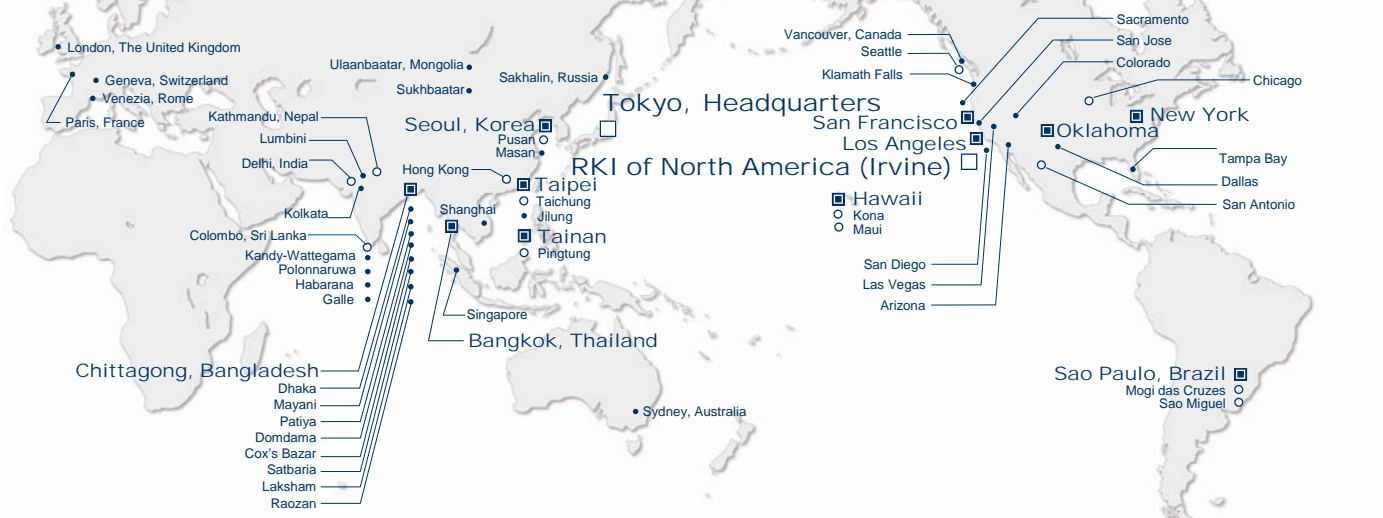 London, The United Kingdom
Geneva, Switzerland
Venezia, Rome
Paris, France
Ulaanbaatar, Mongolia
Sukhbaatar
Sakhalin, Russia
Kathmandu, Nepal
Lumbini
Delhi, India
Kolkata
Colombo, Sri Lanka
Kandy-Wattegama
Polonnaruwa
Habarana
Galle
Seoul, Korea
Pusan
Masan
Hong Kong
Shanghai
Taipei
Taichung
Jilung
Tainan
Pingtung
Singapore
Bangkok, Thailand
Chittagong, Bangladesh
Dhaka
Mayani
Patiya
Domdama
Cox's Bazar
Satbaria
Laksham
Raozan
Sydney, Australia
Tokyo, Headquarters
RKI of North America (Irvine)
Vancouver, Canada
Seattle
Klamath Falls
San Francisco
Los Angeles
Hawaii
Kona
Maui
San Diego
Las Vegas
Arizona
Sacramento
San Jose
Colorado
Chicago
New York
Oklahoma
Tampa Bay
Dallas
San Antonio
Sao Paulo, Brazil
Mogi das Cruzes
Sao Miguel